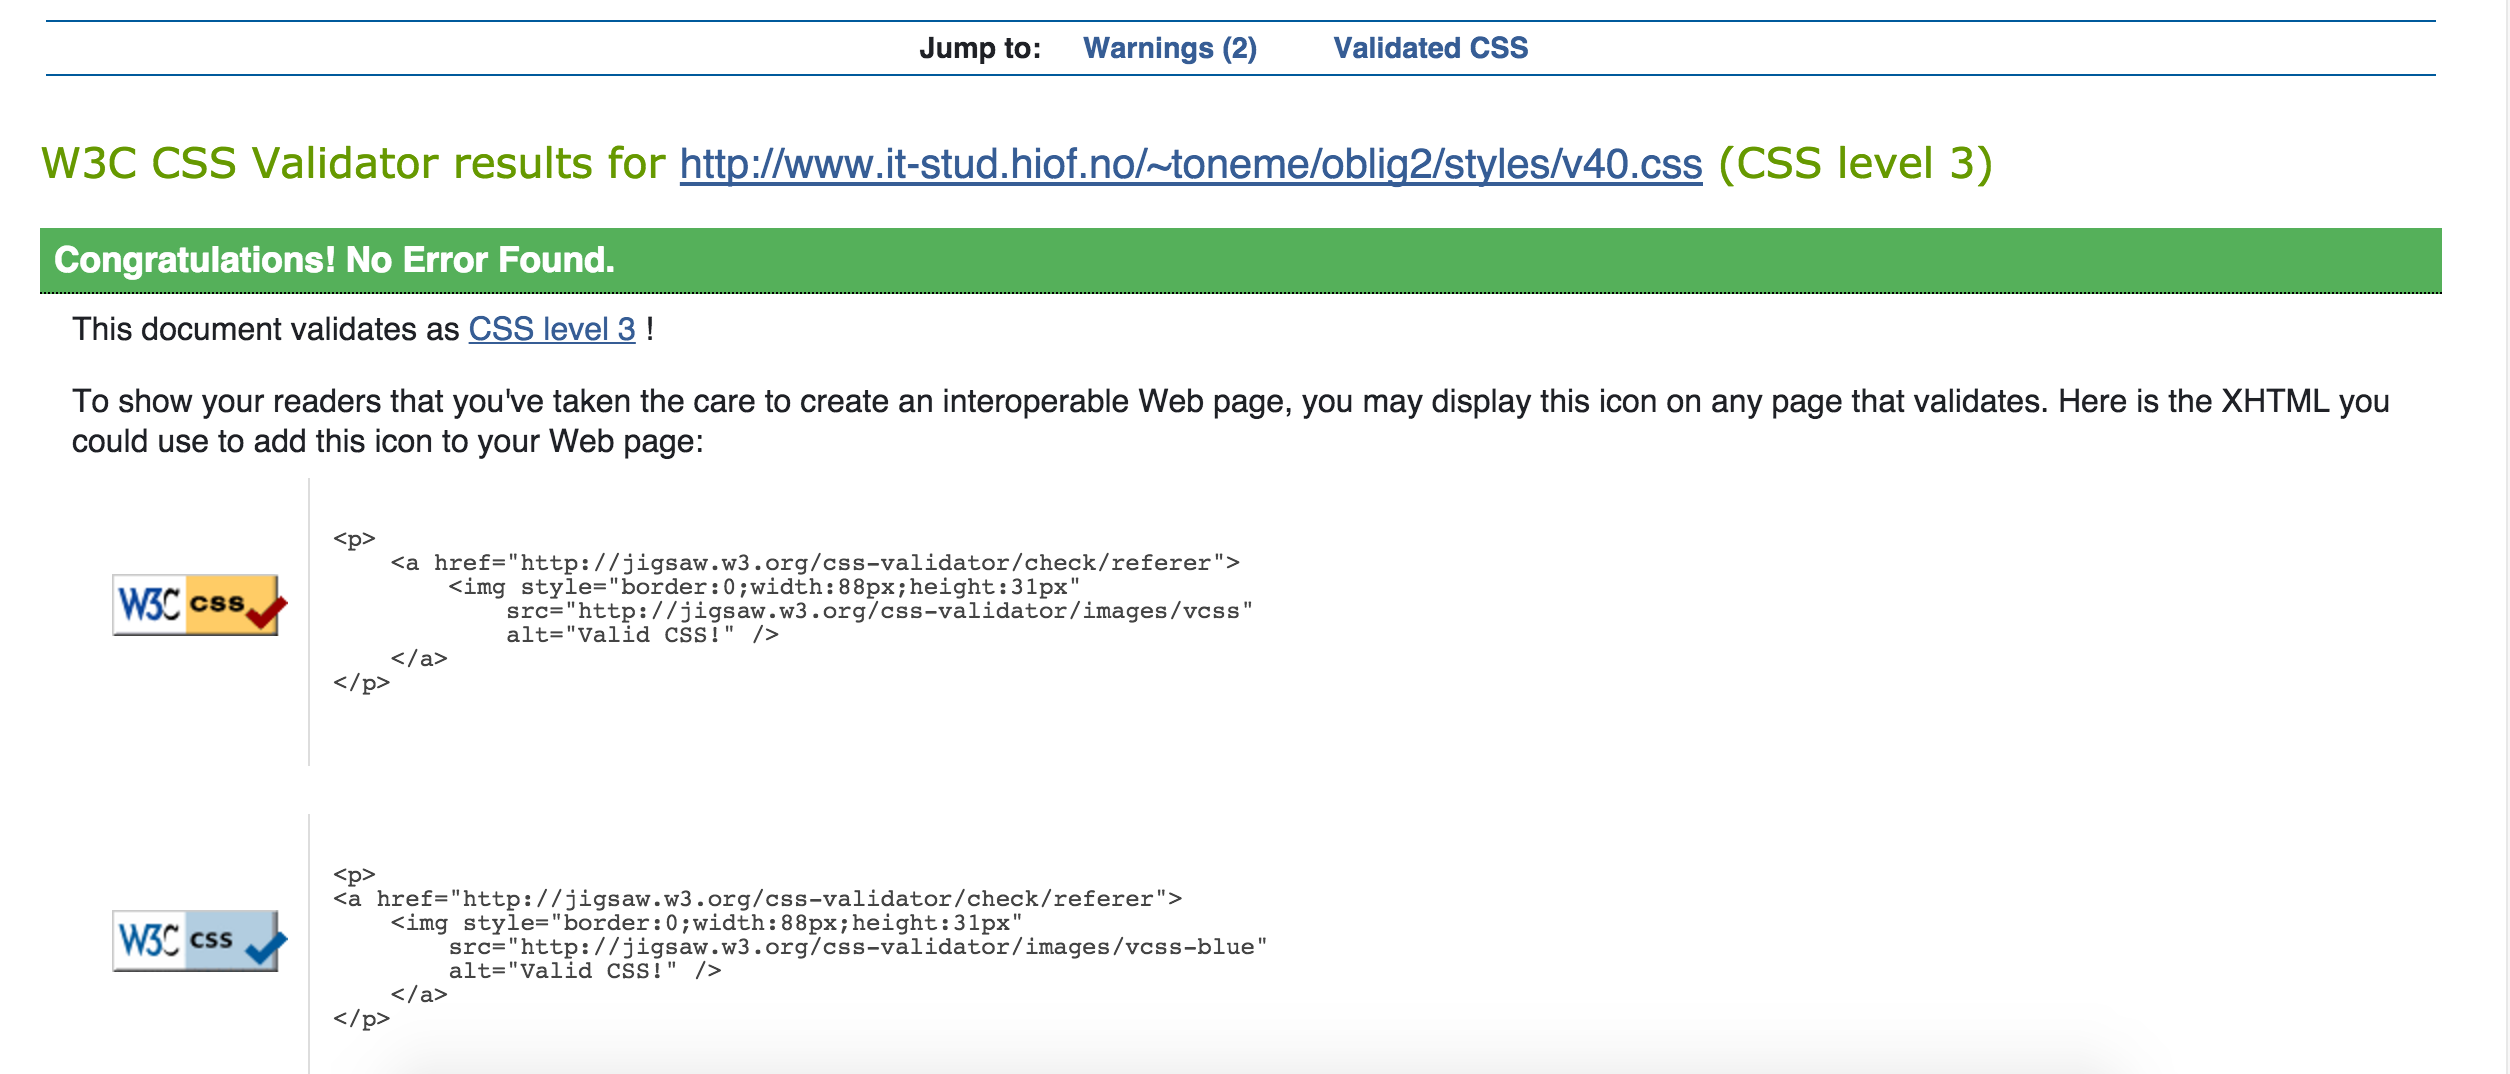 Jump to: Warnings (2) Validated CSS
W3C CSS Validator results for http://www.it-stud.hiof.no/~toneme/oblig2/styles/v40.css (CSS level 3)
Congratulations! No Error Found.
This document validates as CSS level 3 !
To show your readers that you've taken the care to create an interoperable Web page, you may display this icon on any page that validates. Here is the XHTML you
could use to add this icon to your Web page:
W3C css
<p>
<a href="http://jigsaw.w3.org/css-validator/check/referer">
<img style="border:0;width:88px;height:31px"
src="http://jigsaw.w3.org/css-validator/images/vcss"
alt="Valid CSS!" />
</a>
</p>
W3C css
<p>
<a href="http://jigsaw.w3.org/css-validator/check/referer">
<img style="border:0;width:88px;height:31px"
src="http://jigsaw.w3.org/css-validator/images/vcss-blue"
alt="Valid CSS!" />
</a>
</p>